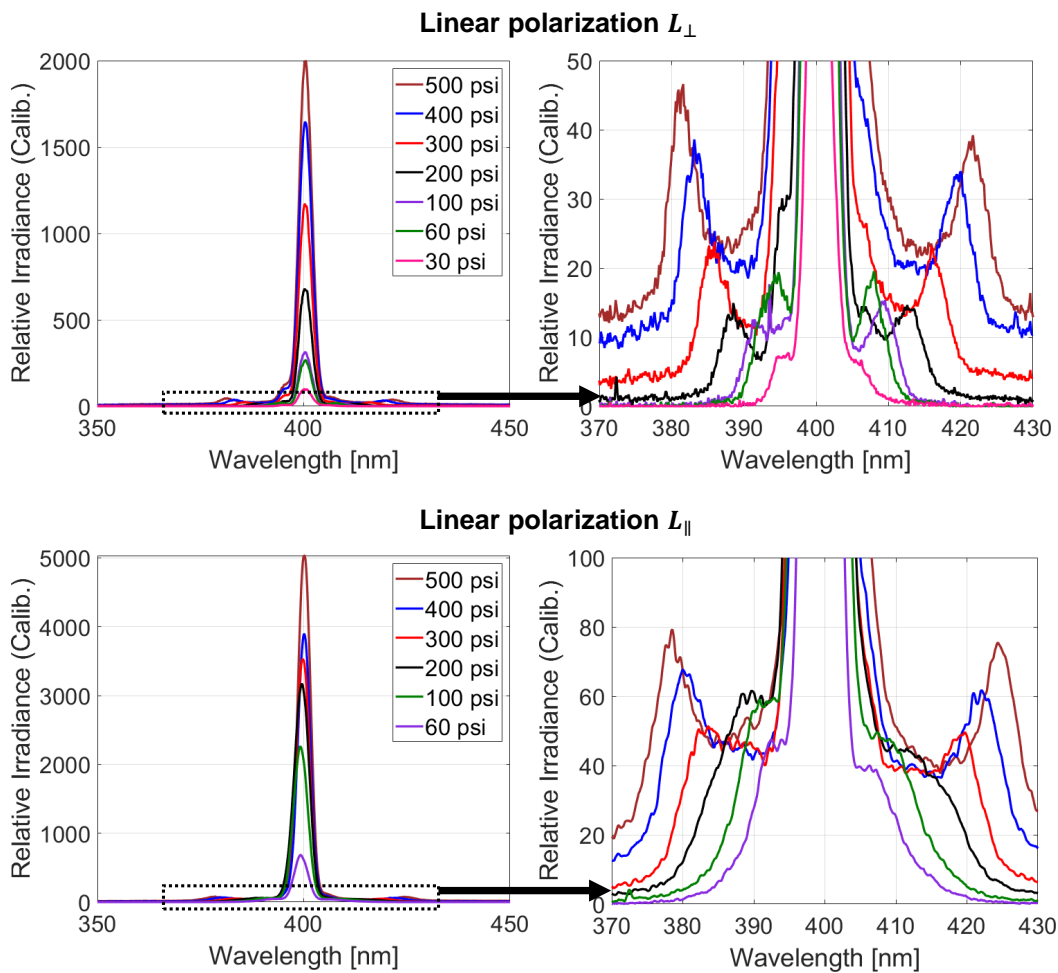 Linear polarization L⊥
Relative Irradiance (Calib.)
2000
1500
1000
500
0
350
400
450
Wavelength [nm]
500 psi
400 psi
300 psi
200 psi
100 psi
60 psi
30 psi
Relative Irradiance (Calib.)
50
40
30
20
10
0
370 380 390 400 410 420 430
Wavelength [nm]
Linear polarization L∥
Relative Irradiance (Calib.)
5000
4000
3000
2000
1000
0
350
400
450
Wavelength [nm]
500 psi
400 psi
300 psi
200 psi
100 psi
60 psi
Relative Irradiance (Calib.)
100
80
60
40
20
0
370 380 390 400 410 420 430
Wavelength [nm]